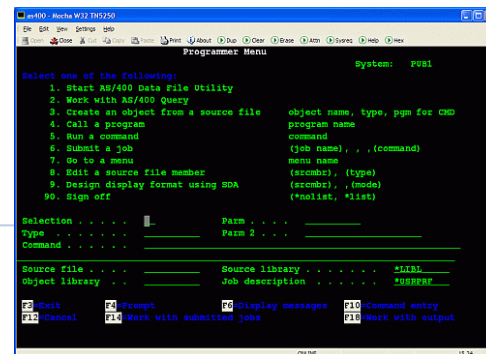 as400 - Mocha W32 TN5250
File Edit View Settings Help
Open Close Cut Copy Paste Print About Dup Clear Erase Attn Sysreq Help Hex
Programmer Menu
System: PUB1
Select one of the following:
1. Start AS/400 Data File Utility
2. Work with AS/400 Query
3. Create an object from a source file object name, type, pgm for CMD
4. Call a program program name
5. Run a command command
6. Submit a job (job name), , ,(command)
7. Go to a menu menu name
8. Edit a source file member (srcmbr), (type)
9. Design display format using SDA (srcmbr), ,(mode)
90. Sign off (*nolist, *list)
Selection . . . . . Parm . . . .
Type . . . . . . . Parm 2 . . .
Command . . . . . .
Source file . . . . Source library . . . . . . *LIBL
Object library . . Job description . . . . . . *USRPRF
F3=Exit F4=Prompt F6=Display messages F10=Command entry
F12=Cancel F14=Work with submitted jobs F18=Work with output
ONLINE 15.24